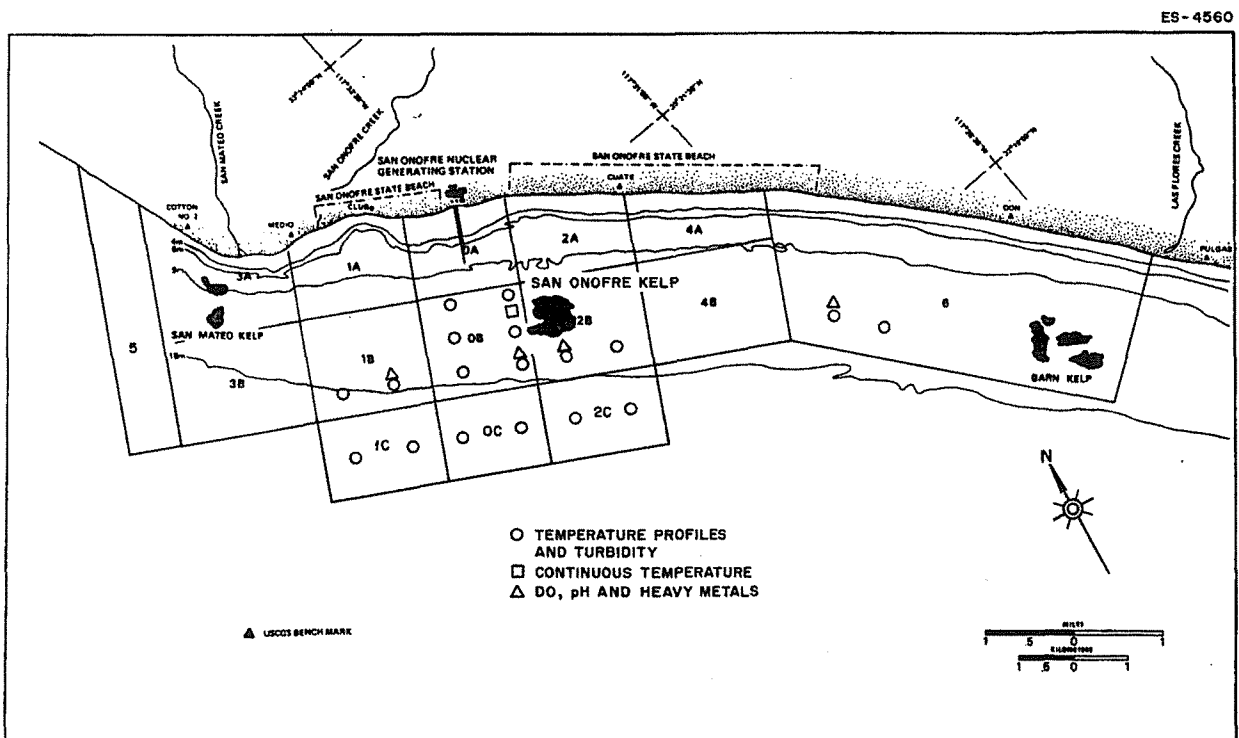 ES-4560
SAN MATEO CREEK
SAN ONOFRE CREEK
LAS FLORES CREEK
SAN ONOFRE NUCLEAR
GENERATING STATION
SAN ONOFRE STATE BEACH
SAN ONOFRE STATE BEACH
COTTON
NO. 2
MEDIO
CLUB
CUATE
DON
PULGAS
3A
1A
0A
2A
4A
SAN ONOFRE KELP
SAN MATEO KELP
5
3B
1B
0B
2B
4B
6
BARN KELP
1C
0C
2C
N
TEMPERATURE PROFILES
AND TURBIDITY
CONTINUOUS TEMPERATURE
DO, pH AND HEAVY METALS
USCGS BENCH MARK
MILES
1 .5 0 1
KILOMETERS
1 .5 0 1